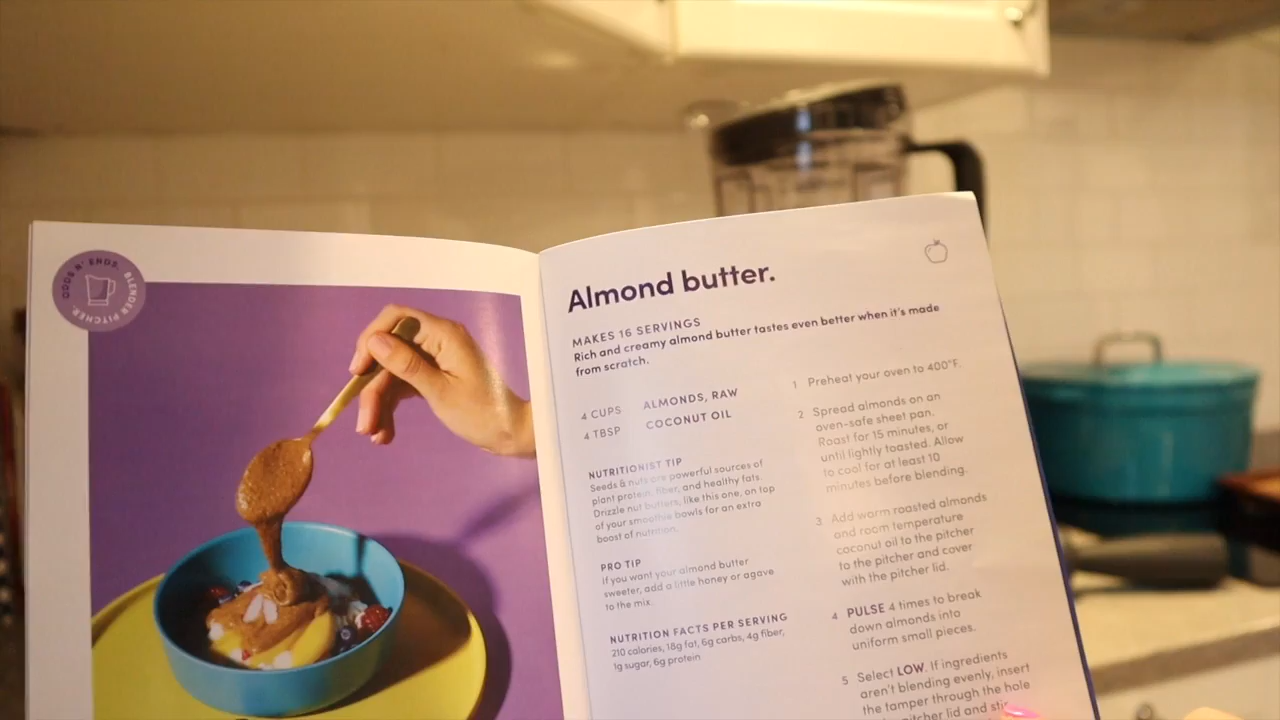 ODDS N' ENDS.
BLENDER PITCHER.
Almond butter.
MAKES 16 SERVINGS
Rich and creamy almond butter tastes even better when it's made
from scratch.
4 CUPS ALMONDS, RAW
4 TBSP COCONUT OIL
NUTRITIONIST TIP
Seeds & nuts are powerful sources of
plant protein, fiber, and healthy fats.
Drizzle nut butters, like this one, on top
of your smoothie bowls for an extra
boost of nutrition.
PRO TIP
If you want your almond butter
sweeter, add a little honey or agave
to the mix.
NUTRITION FACTS PER SERVING
210 calories, 18g fat, 6g carbs, 4g fiber,
1g sugar, 6g protein
1 Preheat your oven to 400°F.
2 Spread almonds on an
oven-safe sheet pan.
Roast for 15 minutes, or
until lightly toasted. Allow
to cool for at least 10
minutes before blending.
3 Add warm roasted almonds
and room temperature
coconut oil to the pitcher
to the pitcher and cover
with the pitcher lid.
4 PULSE 4 times to break
down almonds into
uniform small pieces.
5 Select LOW. If ingredients
aren't blending evenly, insert
the tamper through the hole
pitcher lid and